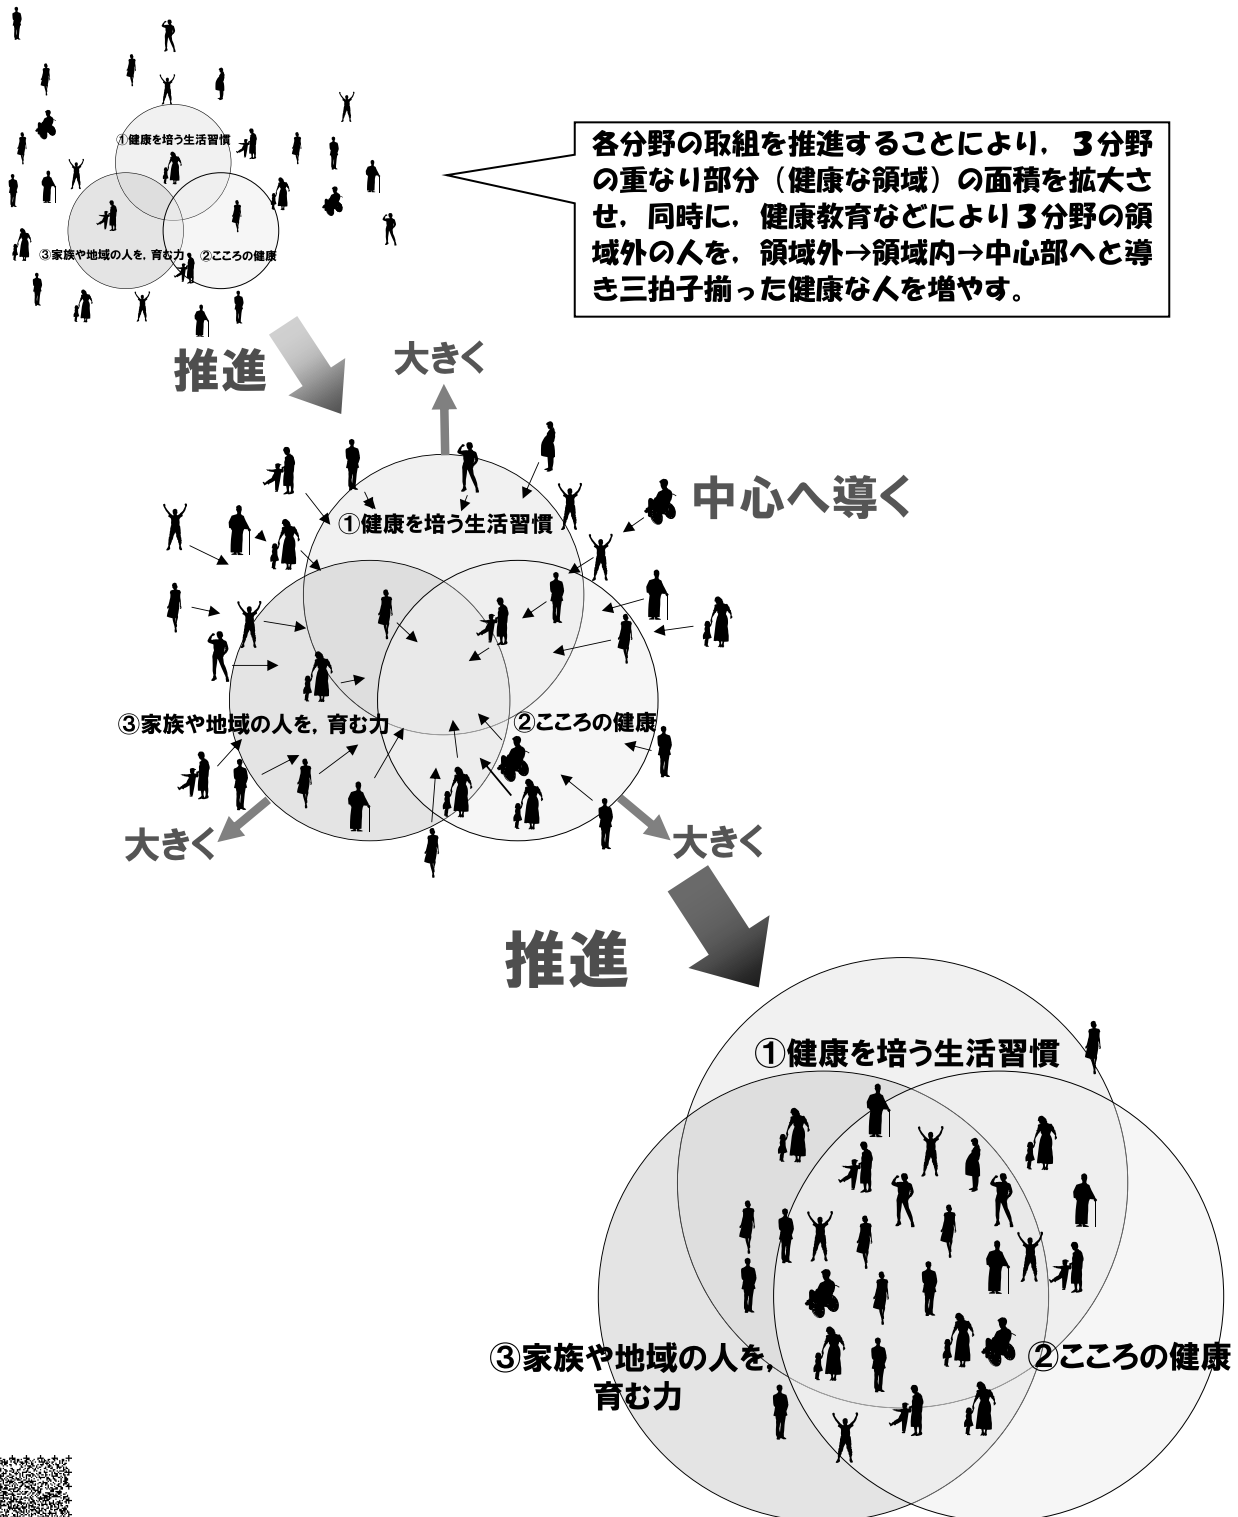 ①健康を培う生活習慣
③家族や地域の人を，育む力
②こころの健康
各分野の取組を推進することにより，３分野
の重なり部分（健康な領域）の面積を拡大さ
せ，同時に，健康教育などにより３分野の領
域外の人を，領域外→領域内→中心部へと導
き三拍子揃った健康な人を増やす。
推進
大きく
中心へ導く
①健康を培う生活習慣
③家族や地域の人を，育む力
②こころの健康
大きく
大きく
推進
①健康を培う生活習慣
③家族や地域の人を，
育む力
②こころの健康